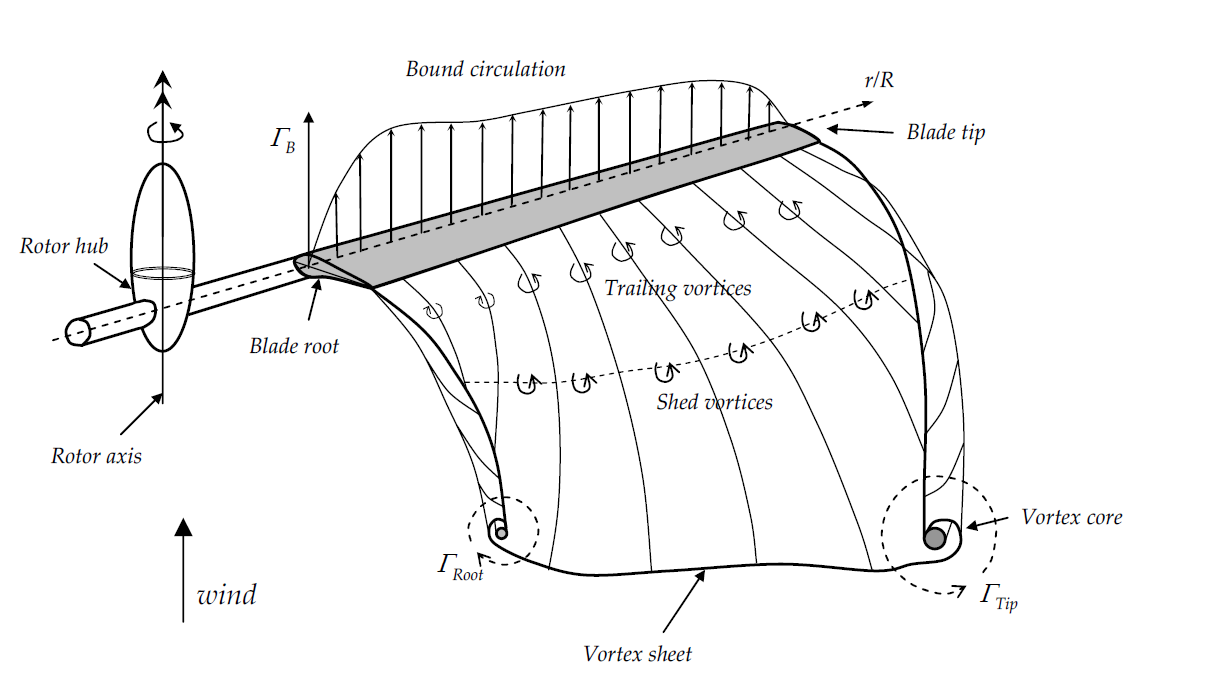 Bound circulation
r/R
Γ_B
Blade tip
Rotor hub
Trailing vortices
Blade root
Shed vortices
Rotor axis
Vortex core
Γ_Root
wind
Γ_Tip
Vortex sheet